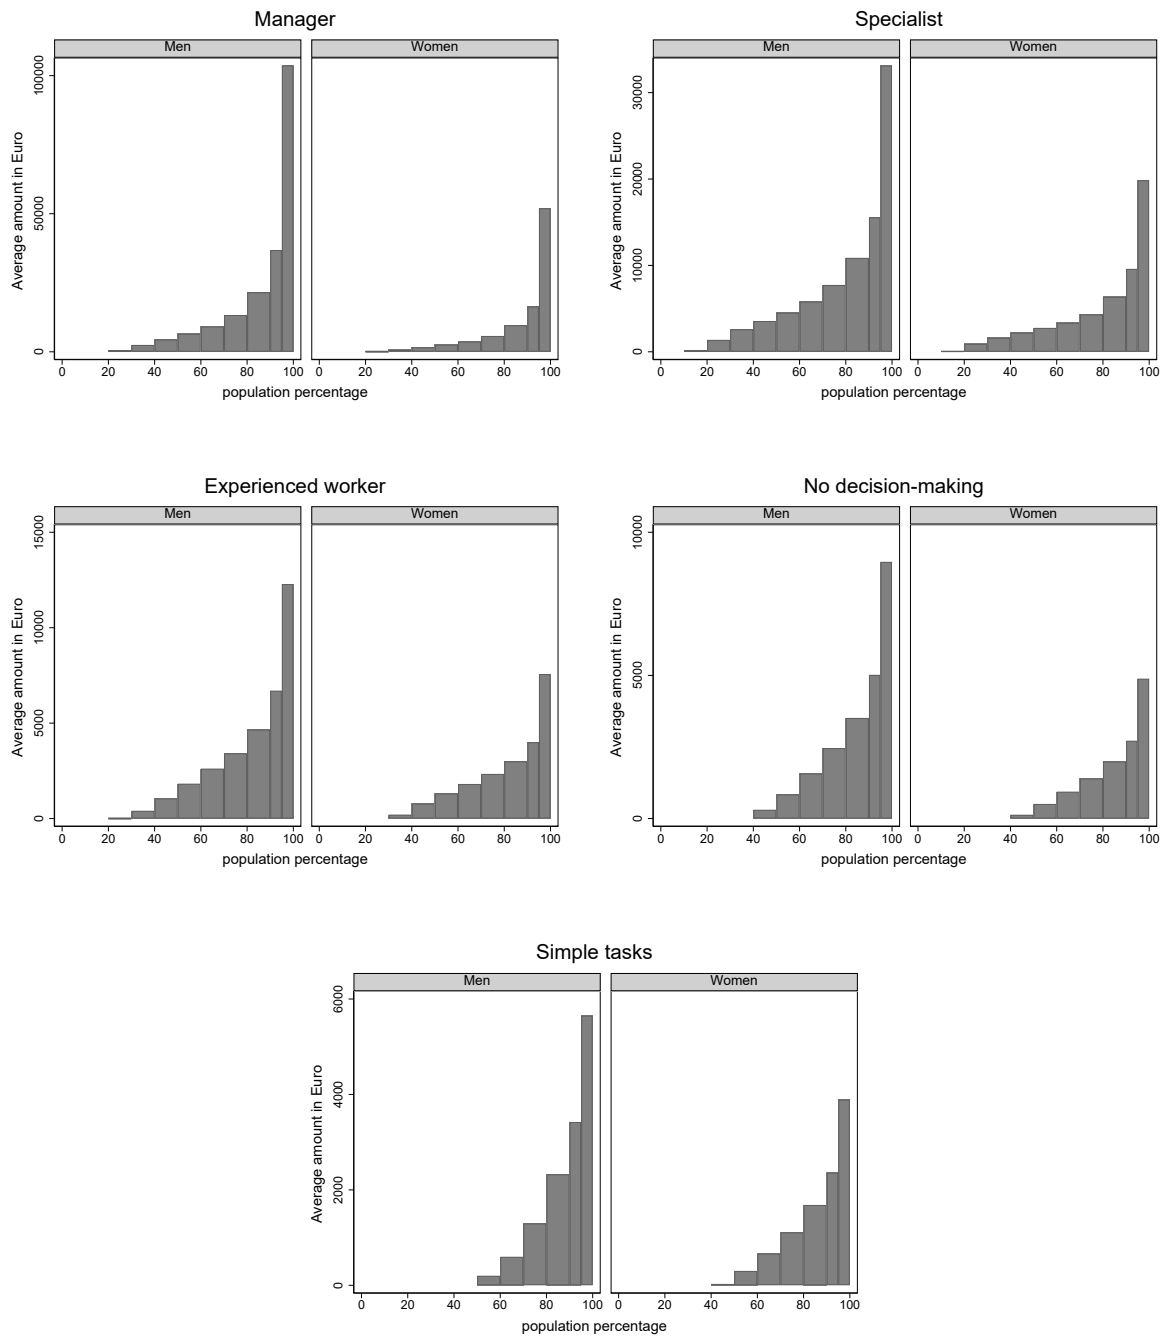 Manager
Men Women
Average amount in Euro
100000
50000
0
0 20 40 60 80 100 0 20 40 60 80 100
population percentage
Specialist
Men Women
Average amount in Euro
30000
20000
10000
0
0 20 40 60 80 100 0 20 40 60 80 100
population percentage
Experienced worker
Men Women
Average amount in Euro
15000
10000
5000
0
0 20 40 60 80 100 0 20 40 60 80 100
population percentage
No decision-making
Men Women
Average amount in Euro
10000
5000
0
0 20 40 60 80 100 0 20 40 60 80 100
population percentage
Simple tasks
Men Women
Average amount in Euro
6000
4000
2000
0
0 20 40 60 80 100 0 20 40 60 80 100
population percentage